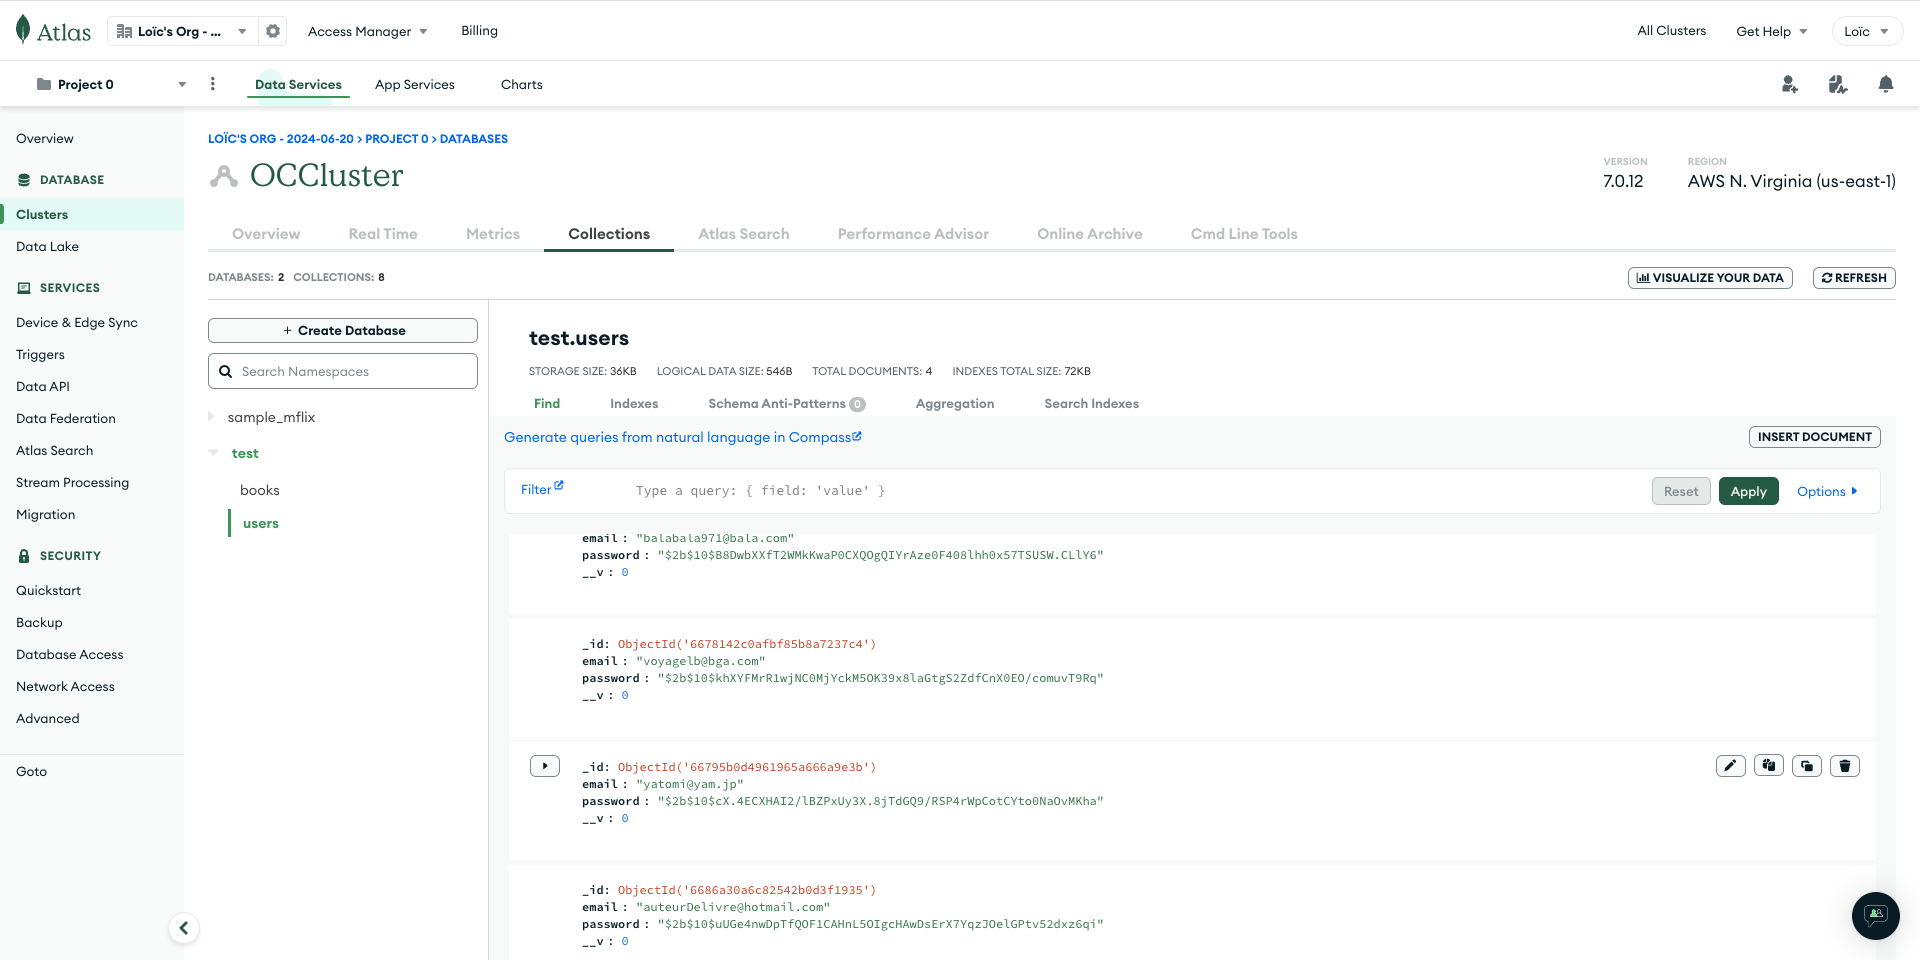 Atlas
Loïc's Org - ...
Access Manager
Billing
All Clusters
Get Help
Loïc
Project 0
Data Services
App Services
Charts
Overview
DATABASE
Clusters
Data Lake
SERVICES
Device & Edge Sync
Triggers
Data API
Data Federation
Atlas Search
Stream Processing
Migration
SECURITY
Quickstart
Backup
Database Access
Network Access
Advanced
Goto
LOÏC'S ORG - 2024-06-20 > PROJECT 0 > DATABASES
OCCluster
VERSION
7.0.12
REGION
AWS N. Virginia (us-east-1)
Overview
Real Time
Metrics
Collections
Atlas Search
Performance Advisor
Online Archive
Cmd Line Tools
DATABASES: 2 COLLECTIONS: 8
VISUALIZE YOUR DATA
REFRESH
+ Create Database
Search Namespaces
sample_mflix
test
books
users
test.users
STORAGE SIZE: 36KB LOGICAL DATA SIZE: 546B TOTAL DOCUMENTS: 4 INDEXES TOTAL SIZE: 72KB
Find
Indexes
Schema Anti-Patterns 0
Aggregation
Search Indexes
Generate queries from natural language in Compass
INSERT DOCUMENT
Filter
Type a query: { field: 'value' }
Reset
Apply
Options
email : "balabala971@bala.com"
password : "$2b$10$B8DwbXXfT2WMkKwaP0CXQOgQIYrAze0F408lhh0x57TSUSW.CLlY6"
__v : 0
_id: ObjectId('6678142c0afbf85b8a7237c4')
email : "voyagelb@bga.com"
password : "$2b$10$khXYFMrR1wjNC0MjYckM5OK39x8laGtgS2ZdfCnX0EO/comuvT9Rq"
__v : 0
_id: ObjectId('66795b0d4961965a666a9e3b')
email : "yatomi@yam.jp"
password : "$2b$10$cX.4ECXHAI2/lBZPxUy3X.8jTdGQ9/RSP4rWpCotCYto0NaOvMKha"
__v : 0
_id: ObjectId('6686a30a6c82542b0d3f1935')
email : "auteurDelivre@hotmail.com"
password : "$2b$10$uUGe4nwDpTfQOF1CAHnL5OIgcHAwDsErX7YqzJOelGPtv52dxz6qi"
__v : 0